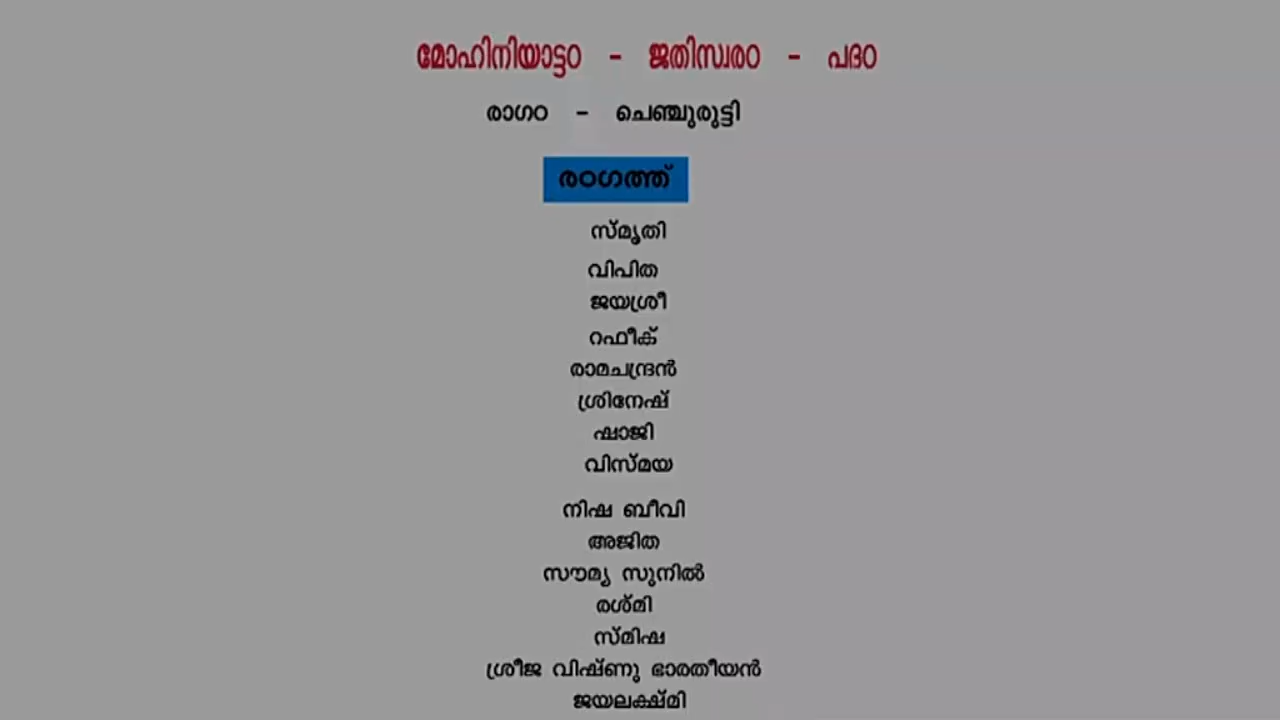 മോഹിനിയാട്ടം - ജതിസ്വരം - പദം
രാഗം - ചെഞ്ചുരുട്ടി
രംഗത്ത്
സ്മൃതി
വിപിത
ജയശ്രീ
റഫീക്
രാമചന്ദ്രൻ
ശ്രിനേഷ്
ഷാജി
വിസ്മയ
നിഷ ബീവി
അജിത
സൗമ്യ സുനിൽ
രശ്മി
സ്മിഷ
ശ്രീജ വിഷ്ണു ഭാരതീയൻ
ജയലക്ഷ്മി